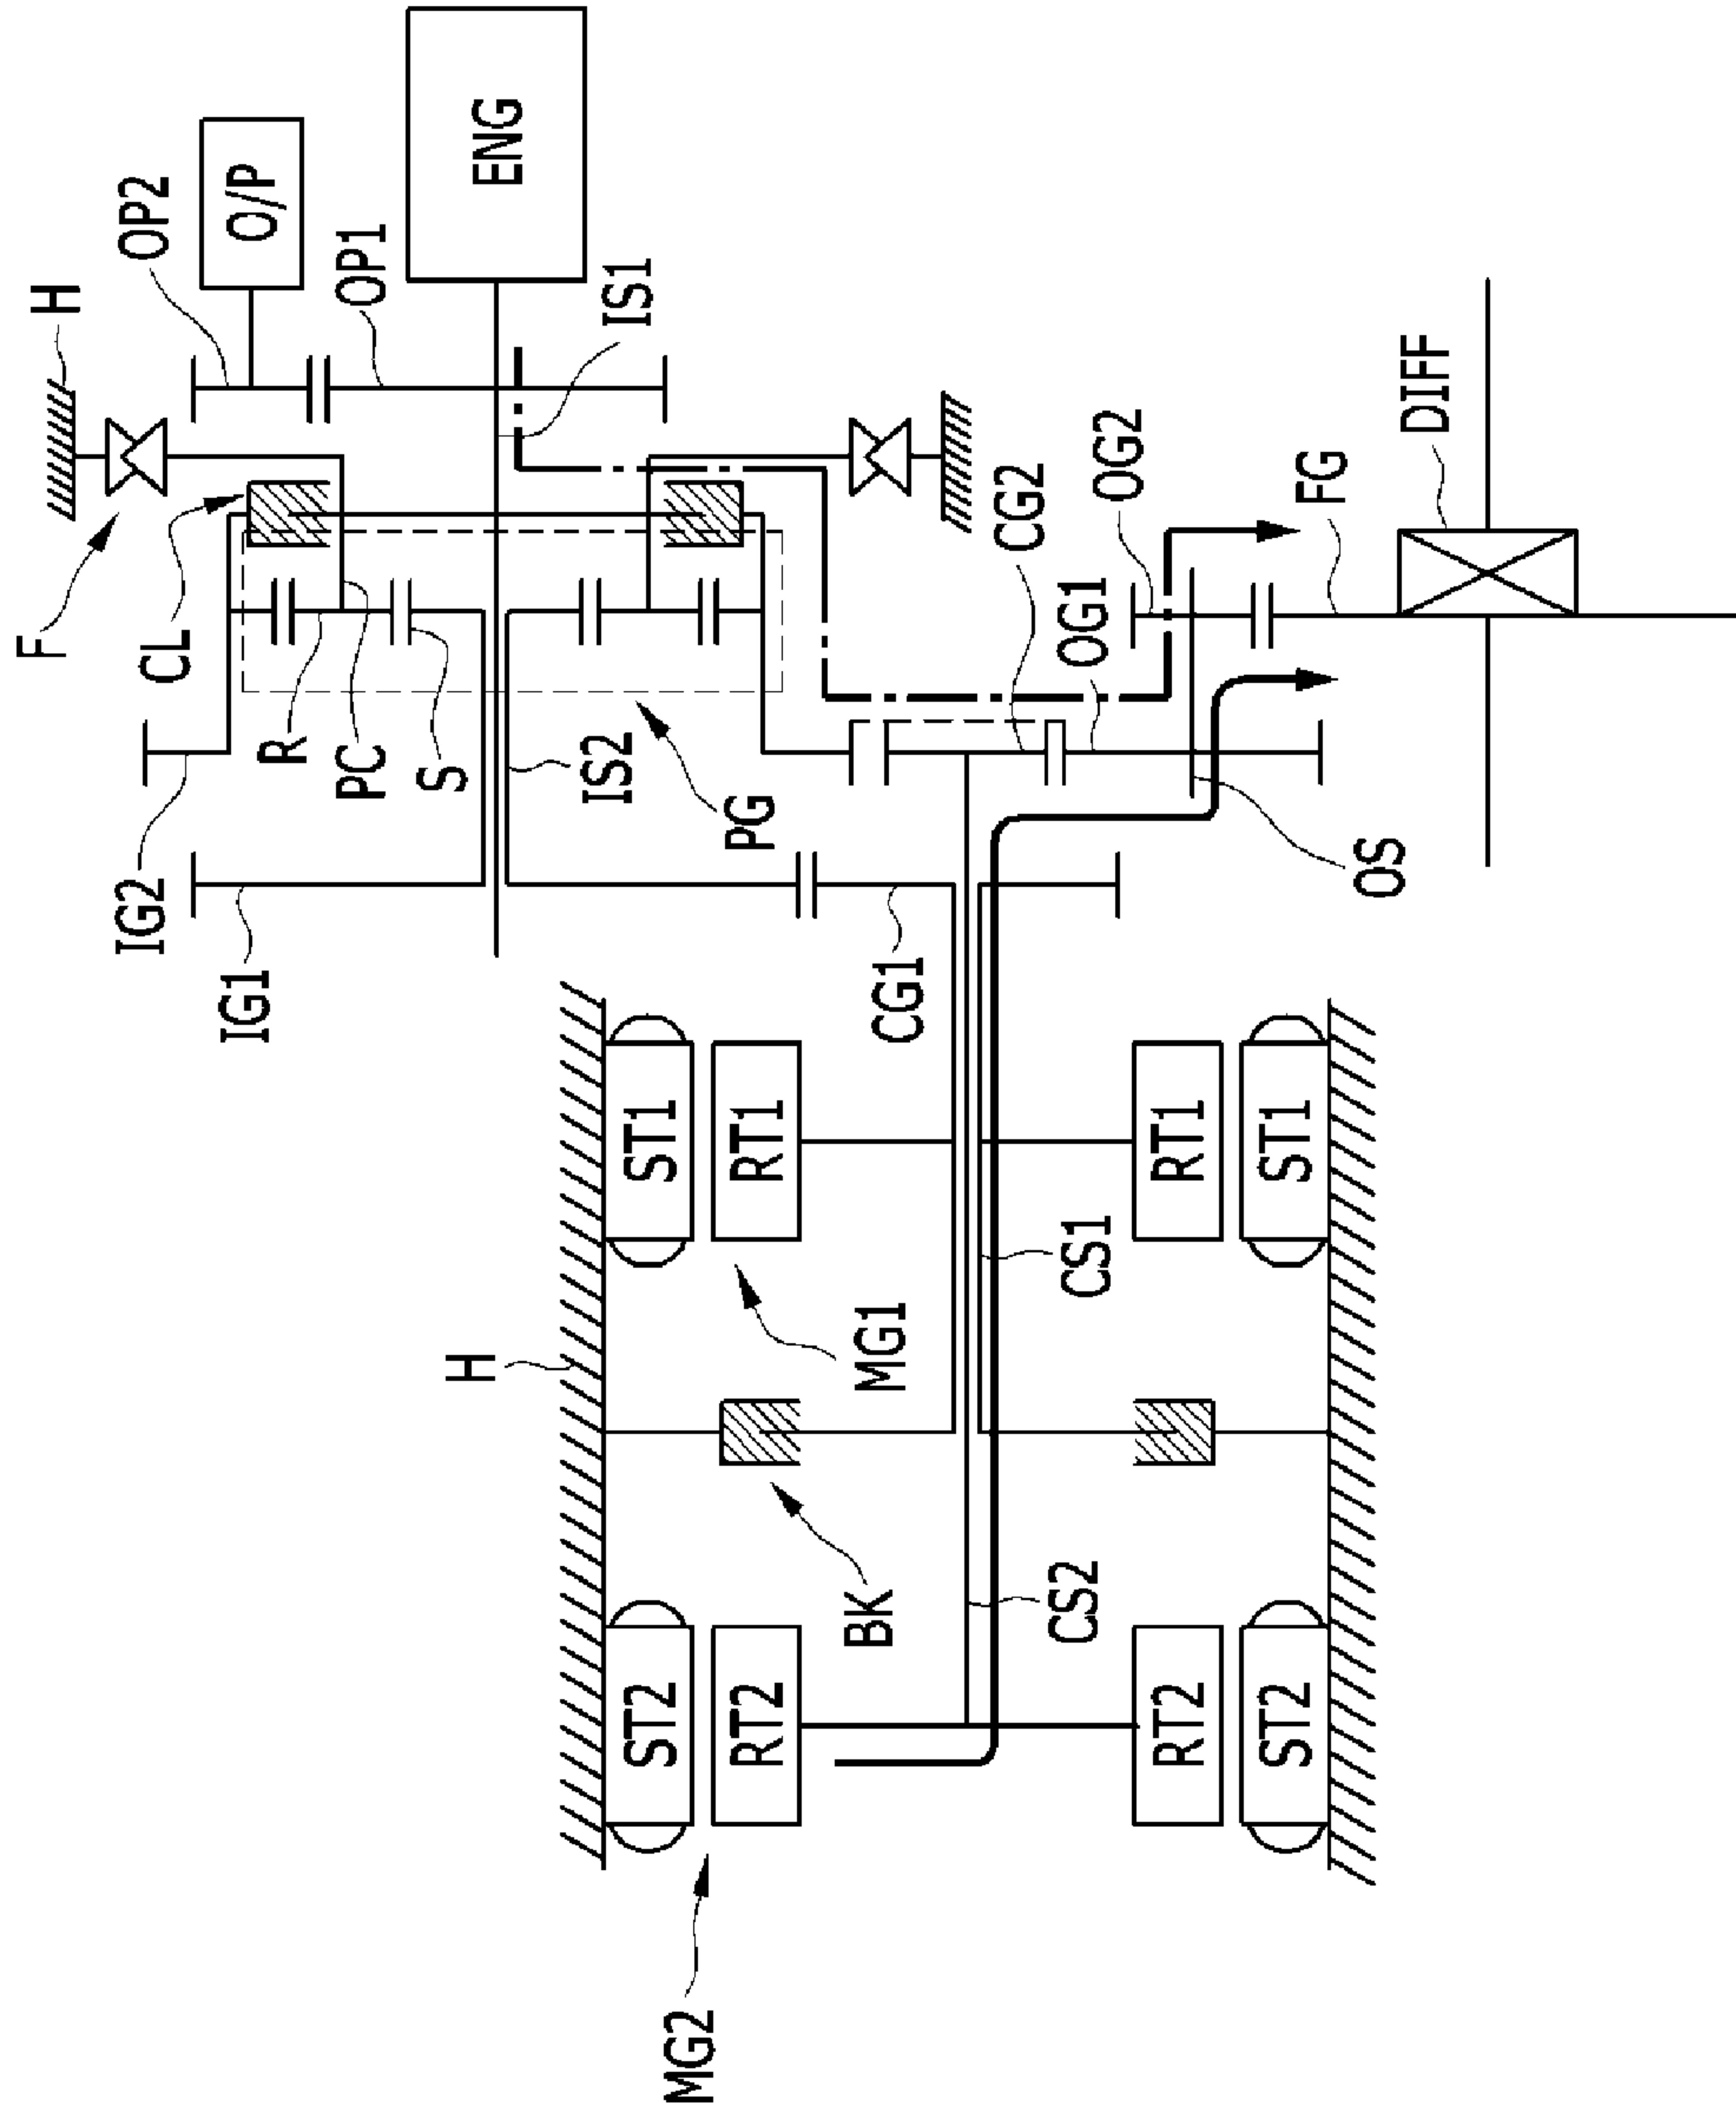 H
OP2
O/P
OP1
ENG
IS1
F
CL
R
PC
S
IS2
PG
IG2
IG1
CG2
OG2
OG1
FG
DIFF
OS
CG1
H
ST1
RT1
RT1
ST1
MG1
CS1
BK
CS2
ST2
RT2
RT2
ST2
MG2